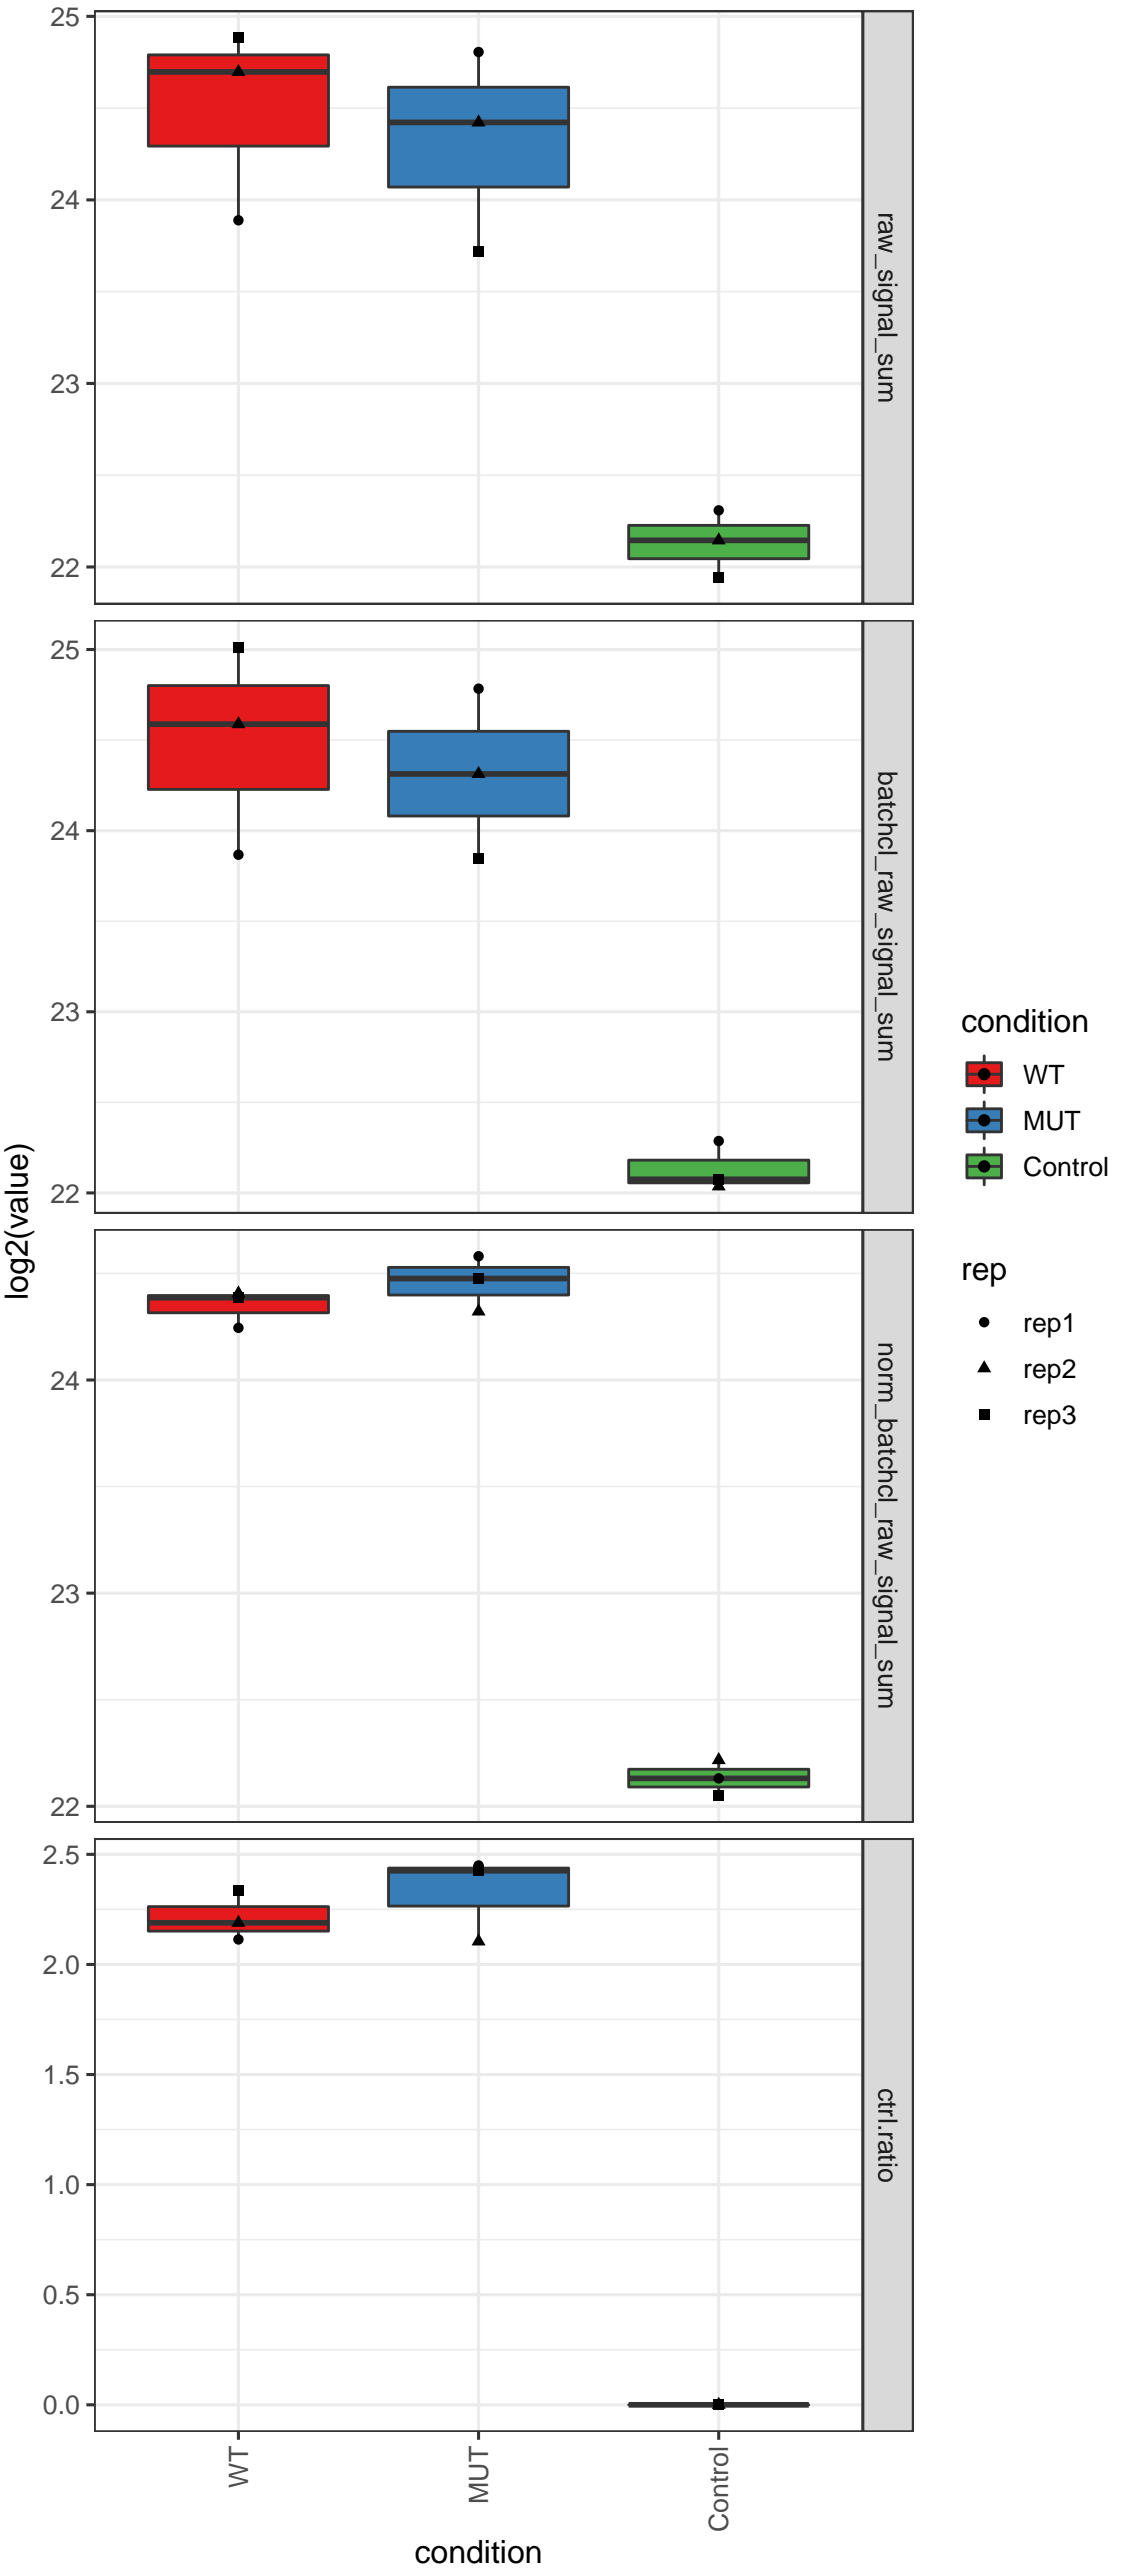 log2(value)
25
24
23
22
raw_signal_sum
25
24
23
22
batchcl_raw_signal_sum
24
23
22
norm_batchcl_raw_signal_sum
2.5
2.0
1.5
1.0
0.5
0.0
ctrl.ratio
WT
MUT
Control
condition
condition
WT
MUT
Control
rep
rep1
rep2
rep3